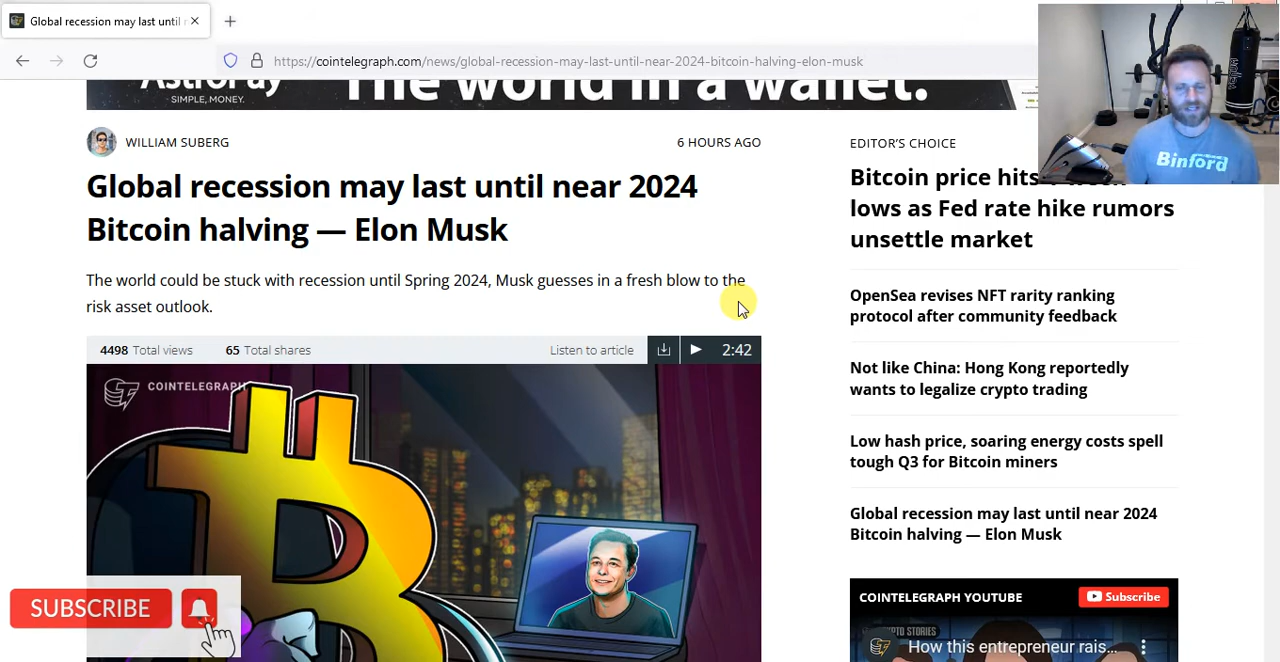 Global recession may last until
https://cointelegraph.com/news/global-recession-may-last-until-near-2024-bitcoin-halving-elon-musk
SIMPLE, MONEY.
The world in a wallet.
WILLIAM SUBERG
6 HOURS AGO
Global recession may last until near 2024
Bitcoin halving — Elon Musk
The world could be stuck with recession until Spring 2024, Musk guesses in a fresh blow to the
risk asset outlook.
4498 Total views 65 Total shares Listen to article 2:42
COINTELEGRAPH
SUBSCRIBE
EDITOR'S CHOICE
Bitcoin price hits
lows as Fed rate hike rumors
unsettle market
OpenSea revises NFT rarity ranking
protocol after community feedback
Not like China: Hong Kong reportedly
wants to legalize crypto trading
Low hash price, soaring energy costs spell
tough Q3 for Bitcoin miners
Global recession may last until near 2024
Bitcoin halving — Elon Musk
COINTELEGRAPH YOUTUBE
Subscribe
STORIES
How this entrepreneur rais...
Binford